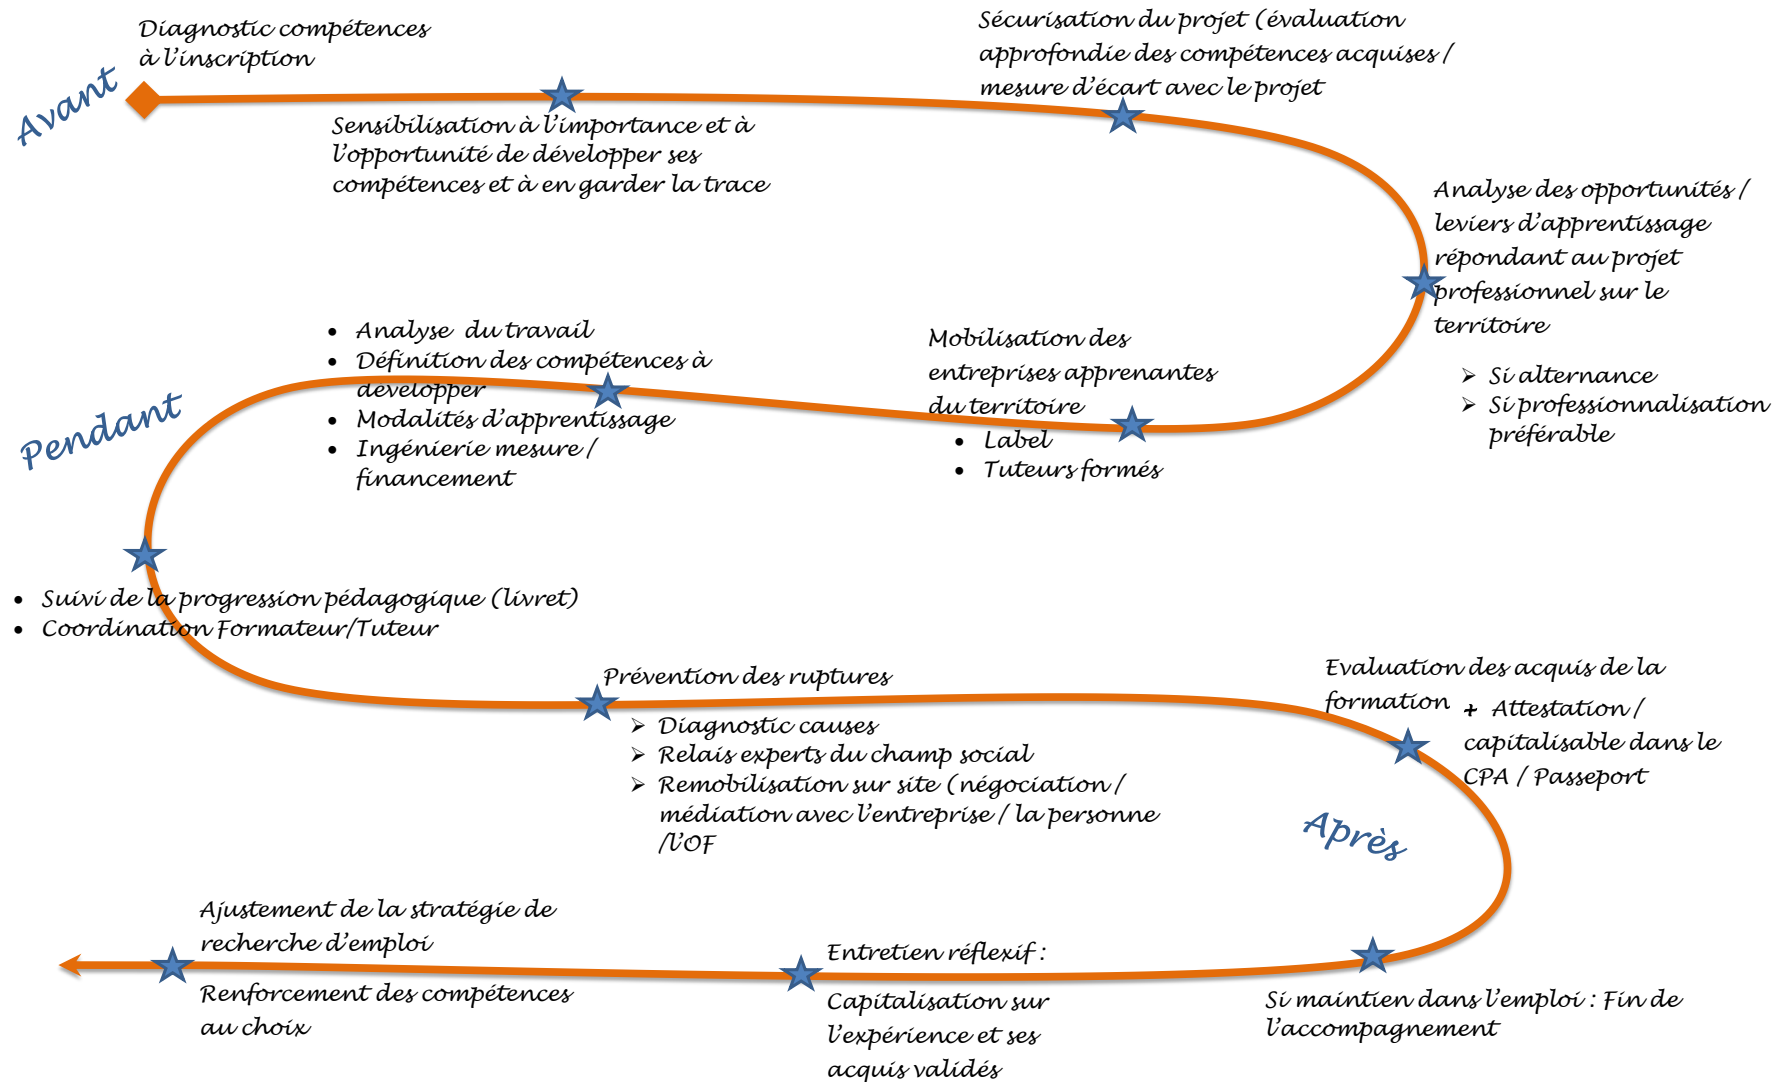 Avant
Diagnostic compétences
à l'inscription
Sensibilisation à l'importance et à
l'opportunité de développer ses
compétences et à en garder la trace
Sécurisation du projet (évaluation
approfondie des compétences acquises /
mesure d'écart avec le projet
Analyse des opportunités /
leviers d'apprentissage
répondant au projet
professionnel sur le
territoire
➢ Si alternance
➢ Si professionnalisation
préférable
Mobilisation des
entreprises apprenantes
du territoire
• Label
• Tuteurs formés
• Analyse du travail
• Définition des compétences à
développer
• Modalités d'apprentissage
• Ingénierie mesure /
financement
Pendant
• Suivi de la progression pédagogique (livret)
• Coordination Formateur/Tuteur
Prévention des ruptures
➢ Diagnostic causes
➢ Relais experts du champ social
➢ Remobilisation sur site (négociation /
médiation avec l'entreprise / la personne
/l'OF
Evaluation des acquis de la
formation
+ Attestation /
capitalisable dans le
CPA / Passeport
Après
Si maintien dans l'emploi : Fin de
l'accompagnement
Entretien réflexif :
Capitalisation sur
l'expérience et ses
acquis validés
Ajustement de la stratégie de
recherche d'emploi
Renforcement des compétences
au choix